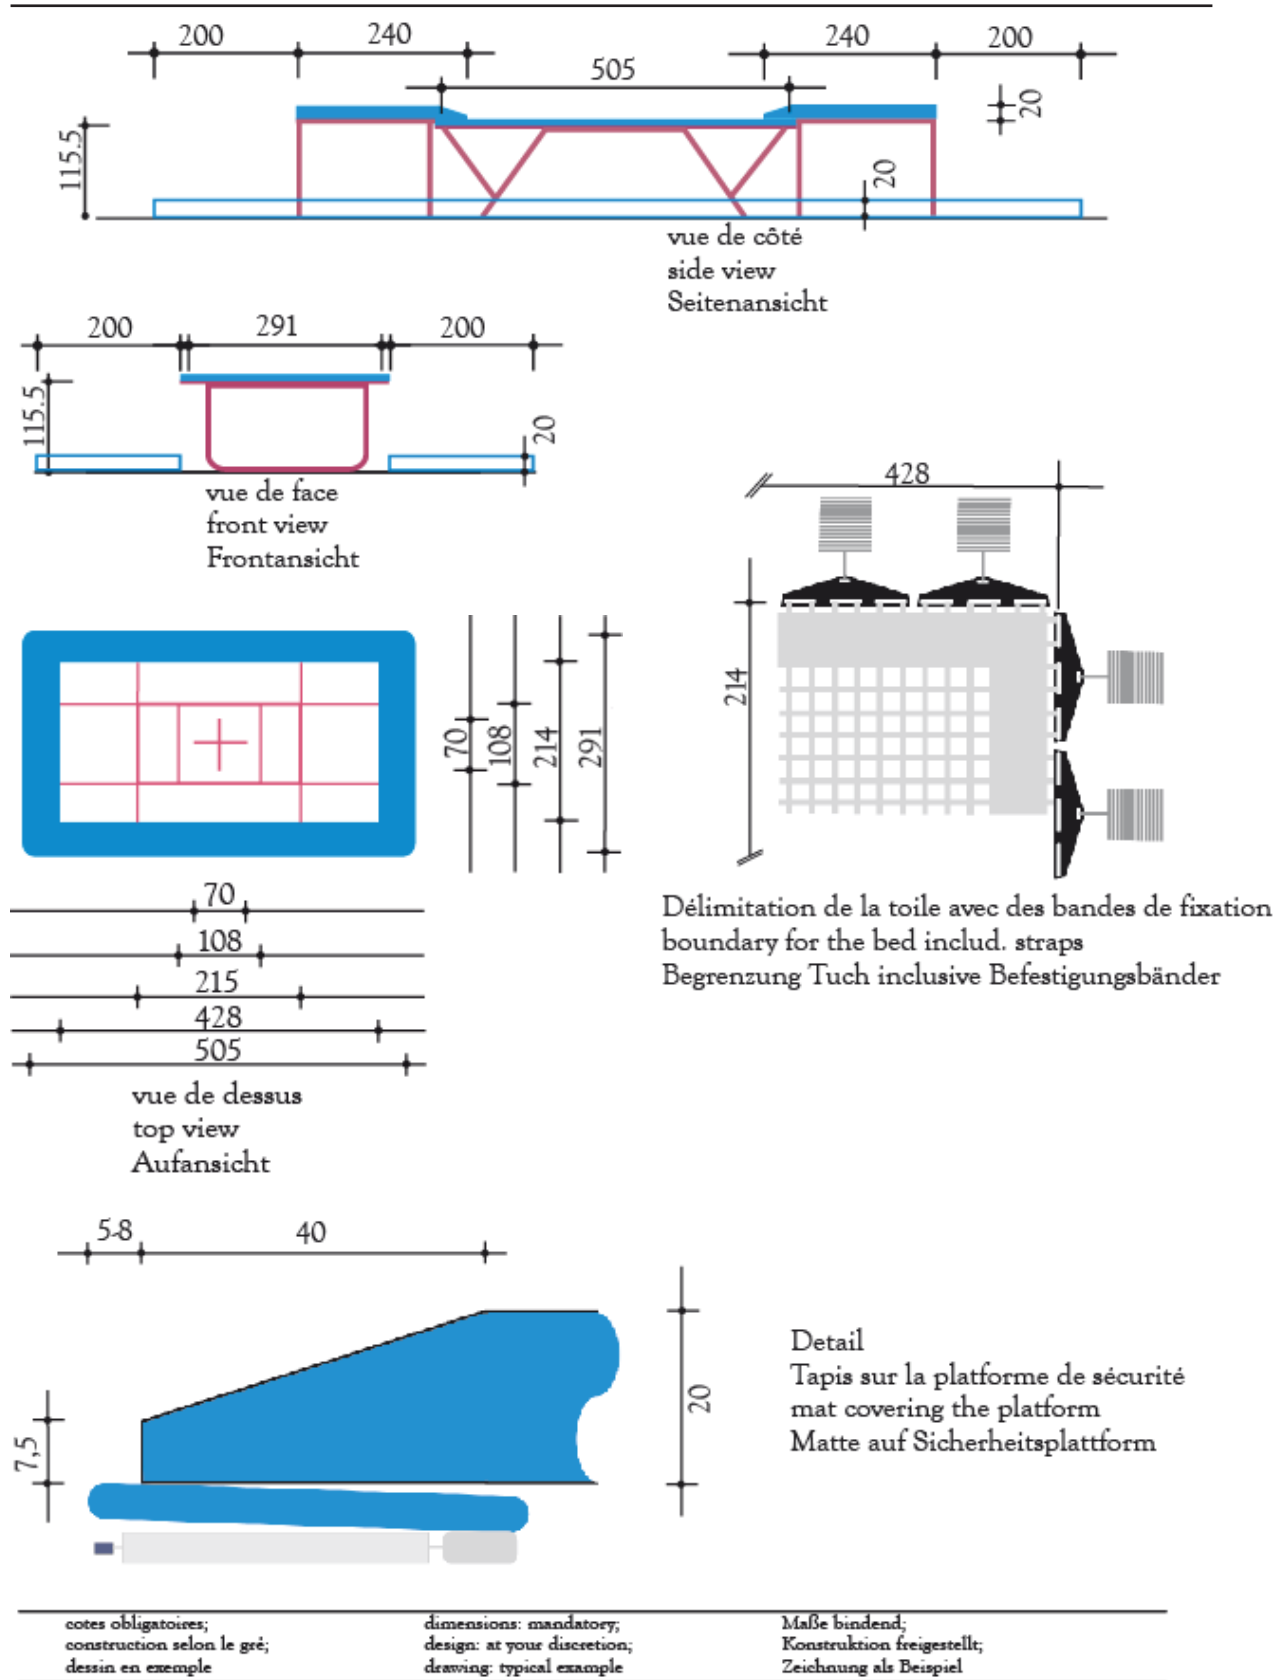 200 240 240 200
505
20
115.5
20
vue de côté
side view
Seitenansicht
200 291 200
115.5
20
vue de face
front view
Frontansicht
428
214
70
108
214
291
70
108
215
428
505
vue de dessus
top view
Aufansicht
Délimitation de la toile avec des bandes de fixation
boundary for the bed includ. straps
Begrenzung Tuch inclusive Befestigungsbänder
5-8 40
7,5
20
Detail
Tapis sur la platforme de sécurité
mat covering the platform
Matte auf Sicherheitsplattform
cotes obligatoires;
construction selon le gré;
dessin en exemple
dimensions: mandatory;
design: at your discretion;
drawing: typical example
Maße bindend;
Konstruktion freigestellt;
Zeichnung als Beispiel